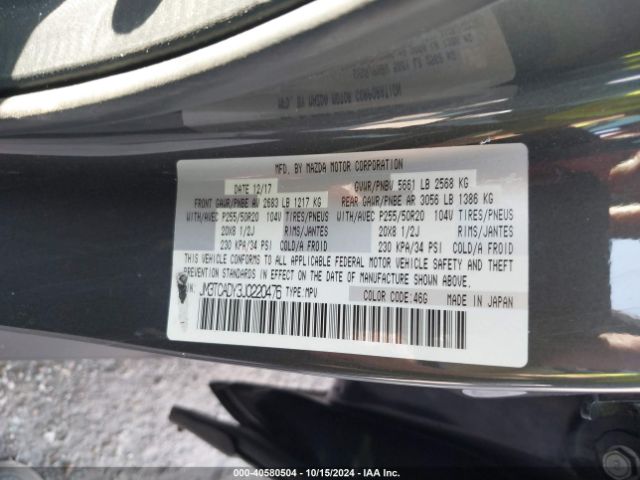 MFD. BY MAZDA MOTOR CORPORATION
DATE 12/17 GVWR/PNBV 5661 LB 2568 KG
FRONT GAWR/PNBE AV 2683 LB 1217 KG REAR GAWR/PNBE AR 3056 LB 1386 KG
WITH/AVEC P255/50R20 104V TIRES/PNEUS WITH/AVEC P255/50R20 104V TIRES/PNEUS
20X8 1/2J RIMS/JANTES 20X8 1/2J RIMS/JANTES
230 KPA/34 PSI COLD/A FROID 230 KPA/34 PSI COLD/A FROID
THIS VEHICLE CONFORMS TO ALL APPLICABLE FEDERAL MOTOR VEHICLE SAFETY AND THEFT
PREVENTION STANDARDS IN EFFECT ON THE DATE OF MANUFACTURE SHOWN ABOVE.
JM3TCADY3J0220476 TYPE: MPV COLOR CODE: 46G MADE IN JAPAN
000-40580504 - 10/15/2024 - IAA Inc.